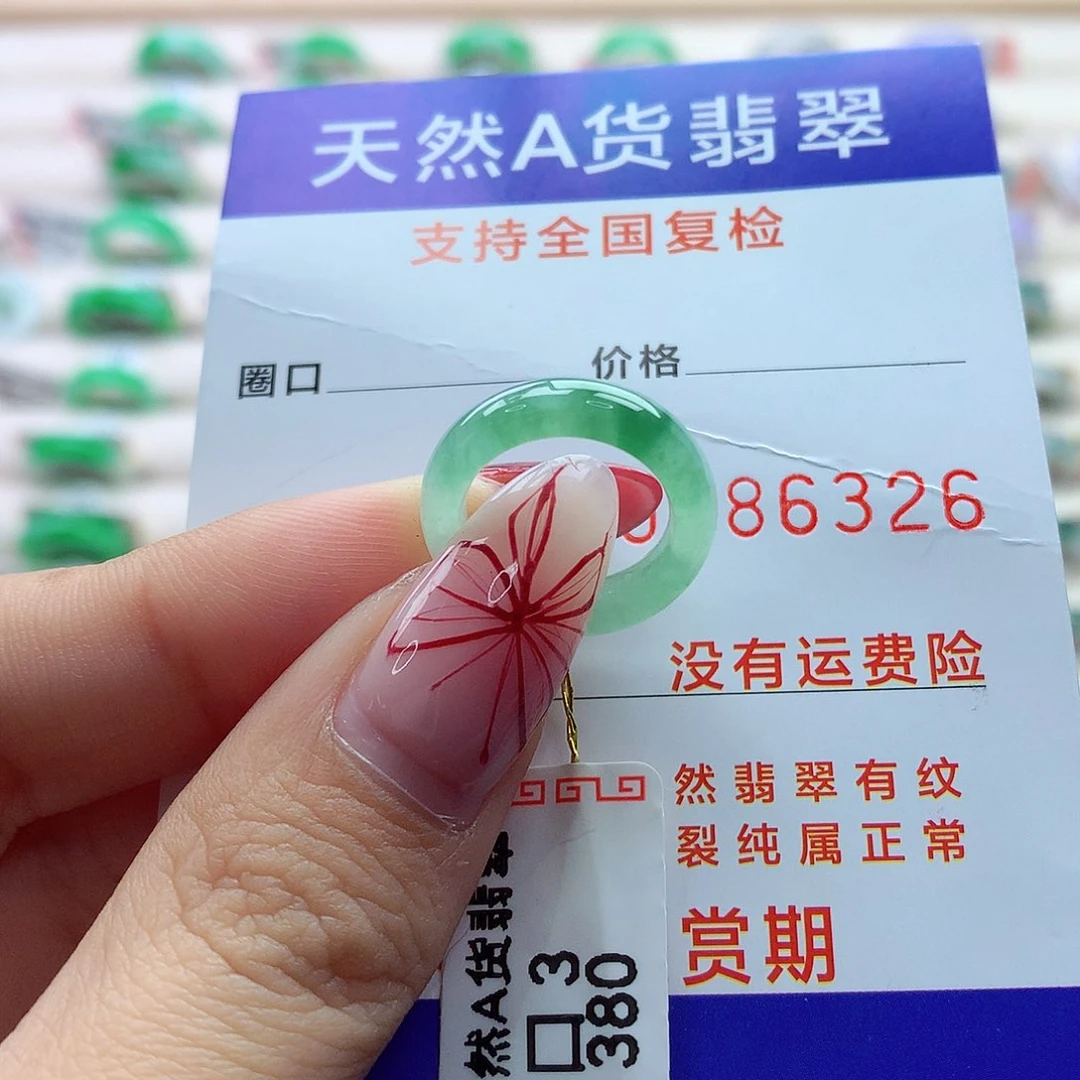 天然A货翡翠
支持全国复检
圈口 价格
86326
没有运费险
然翡翠有纹
裂纯属正常
赏期
然A货翡翠
口3
380